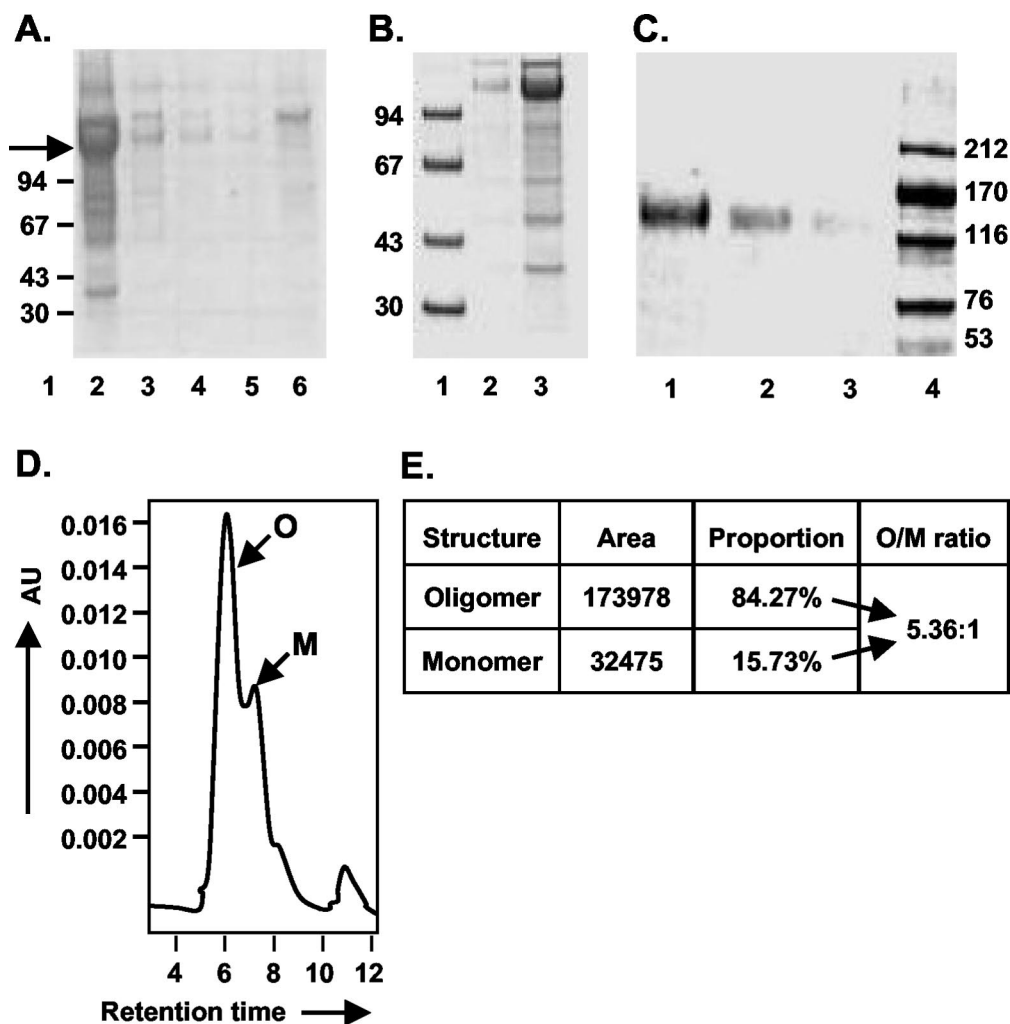 A.
94
67
43
30
1 2 3 4 5 6
B.
94
67
43
30
1 2 3
C.
212
170
116
76
53
1 2 3 4
D.
AU
0.016
0.014
0.012
0.010
0.008
0.006
0.004
0.002
O
M
4 6 8 10 12
Retention time
E.
Structure Area Proportion O/M ratio
Oligomer 173978 84.27%
5.36:1
Monomer 32475 15.73%